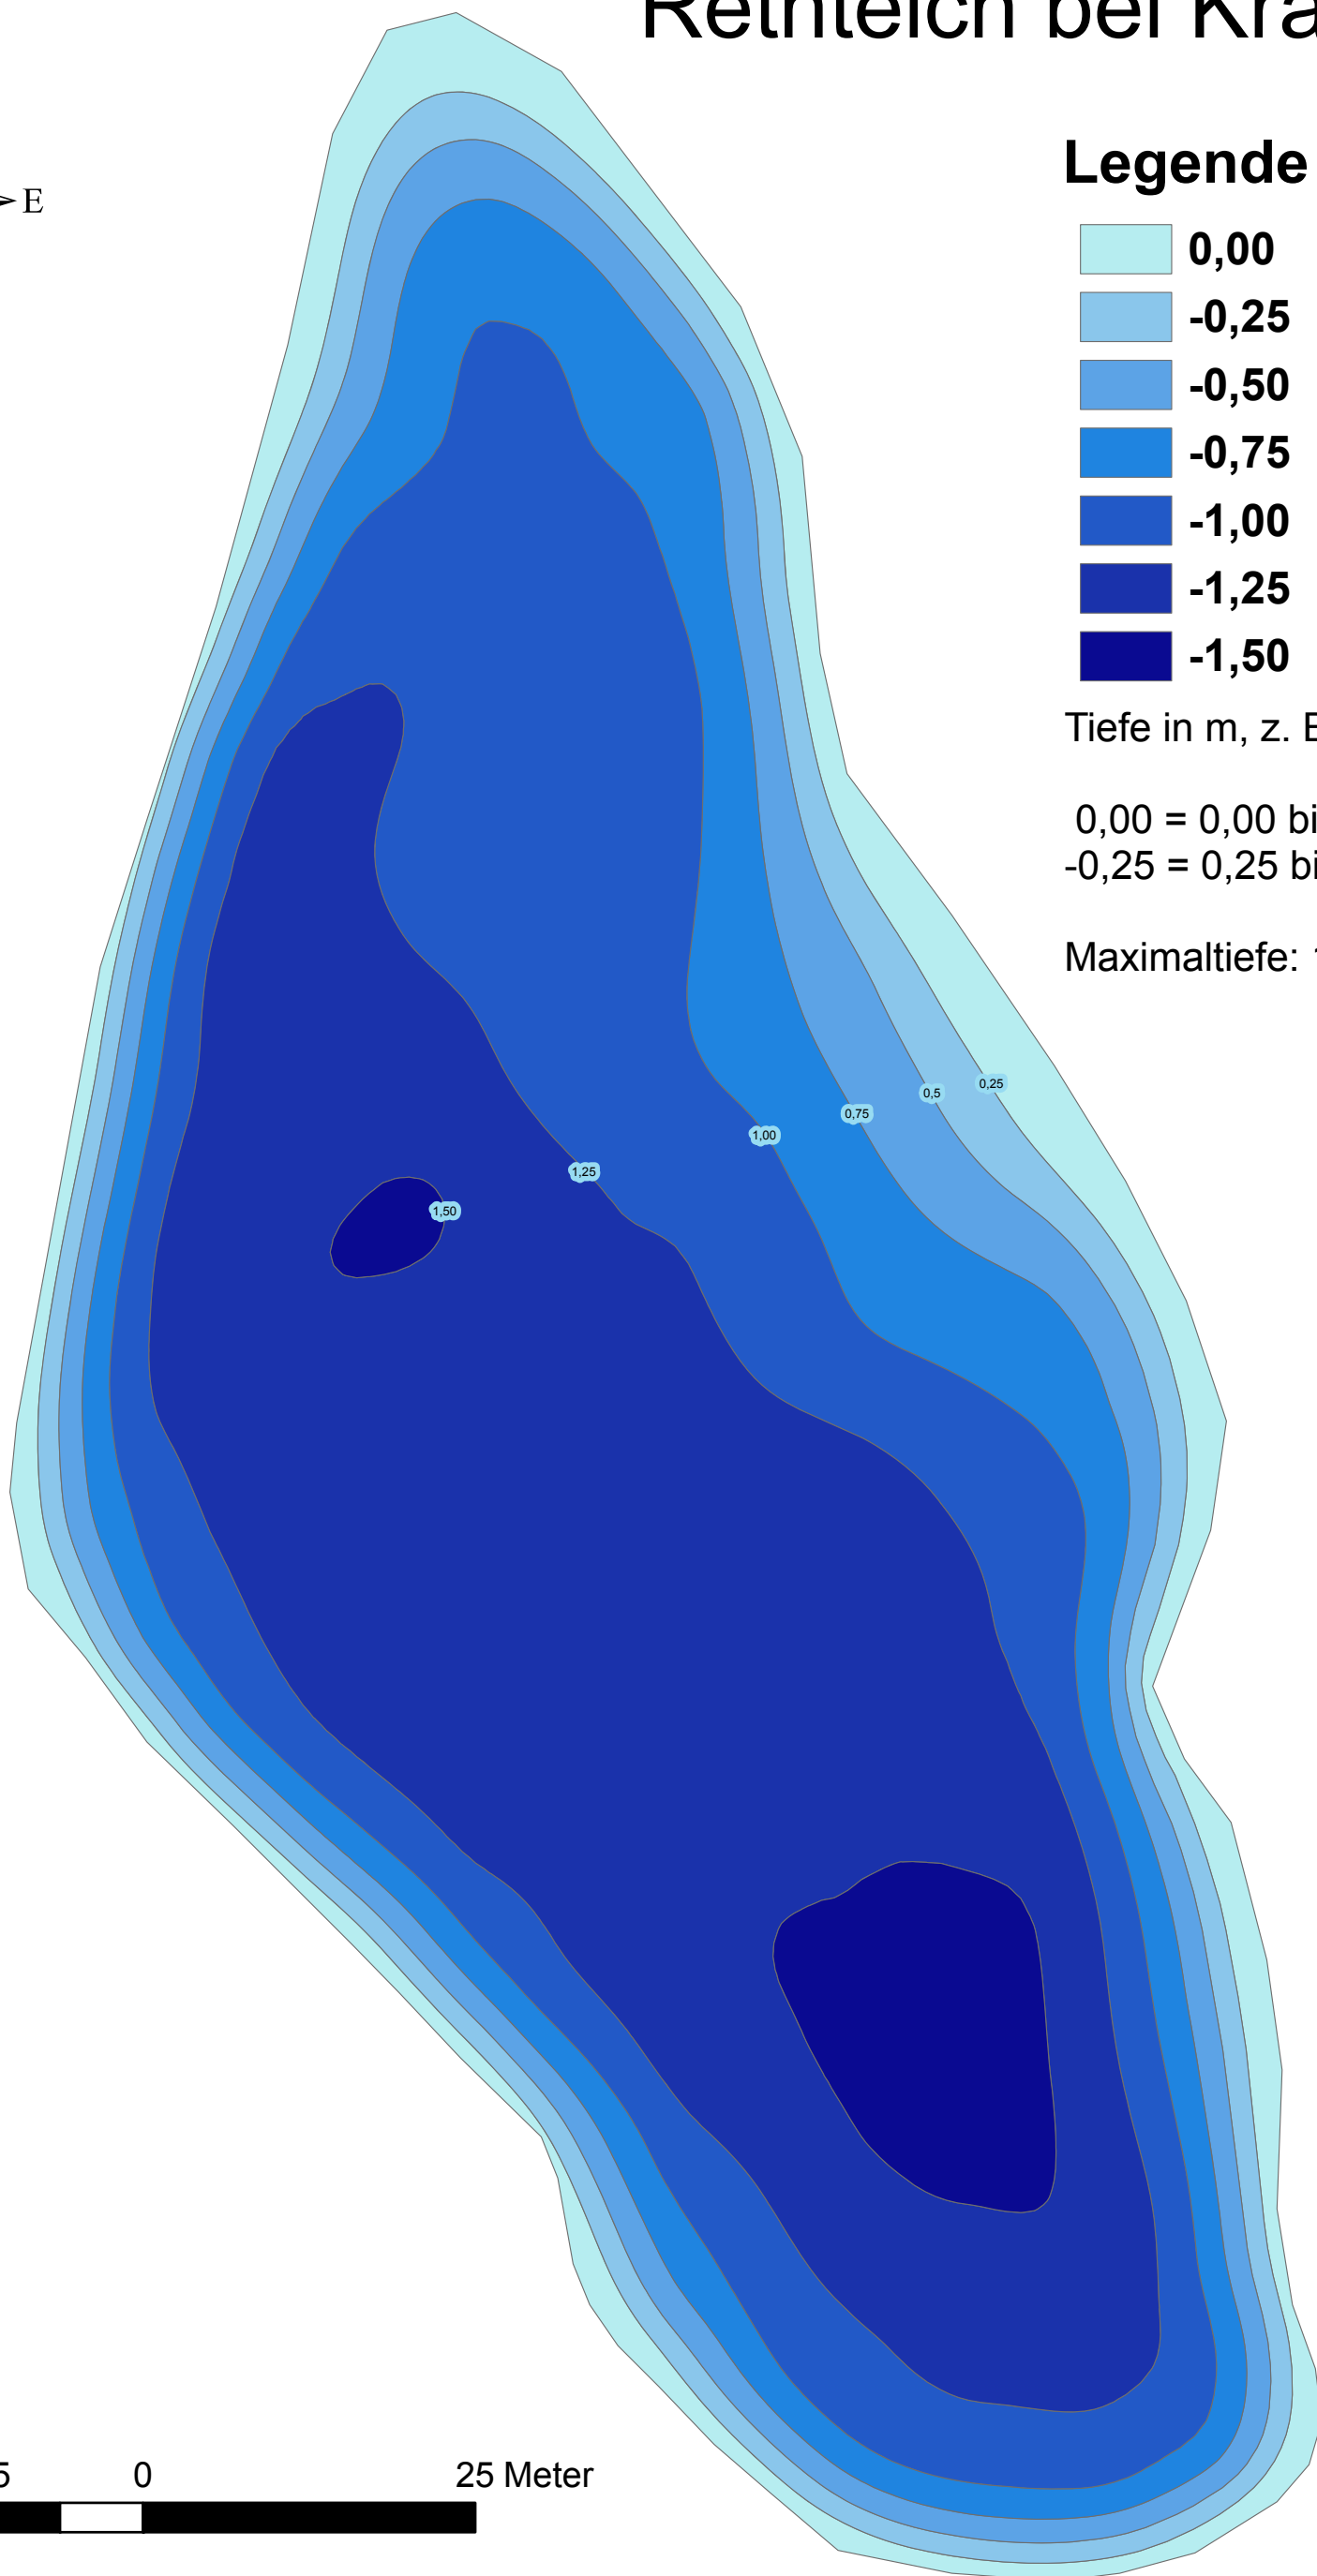 Rethteich bei Kra
E
Legende
0,00
-0,25
-0,50
-0,75
-1,00
-1,25
-1,50
Tiefe in m, z.
0,00 = 0,00 bi
-0,25 = 0,25 bi
Maximaltiefe:
0,25
0,5
0,75
1,00
1,25
1,50
5 0 25 Meter